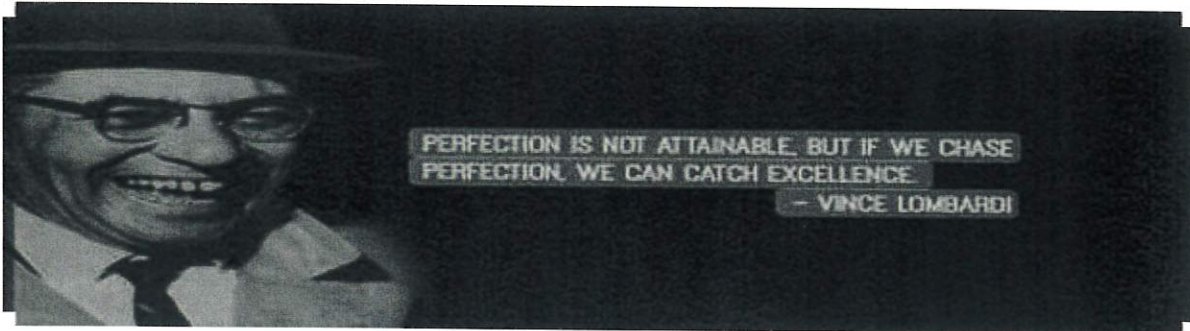 PERFECTION IS NOT ATTAINABLE, BUT IF WE CHASE
PERFECTION, WE CAN CATCH EXCELLENCE
- VINCE LOMBARDI